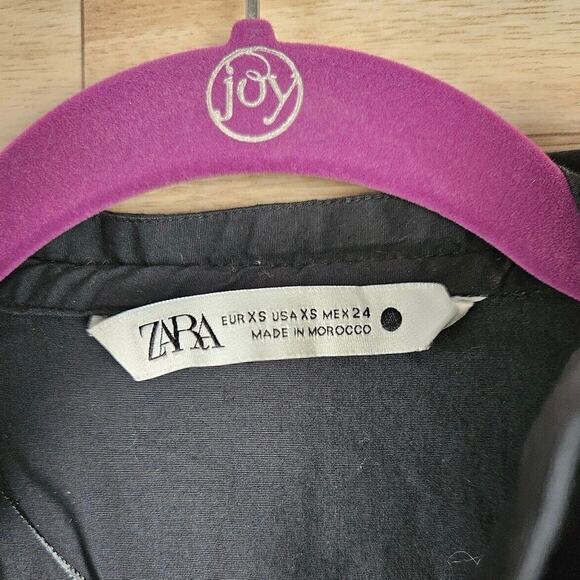 joy
ZARA
EUR XS USA XS MEX 24
MADE IN MOROCCO